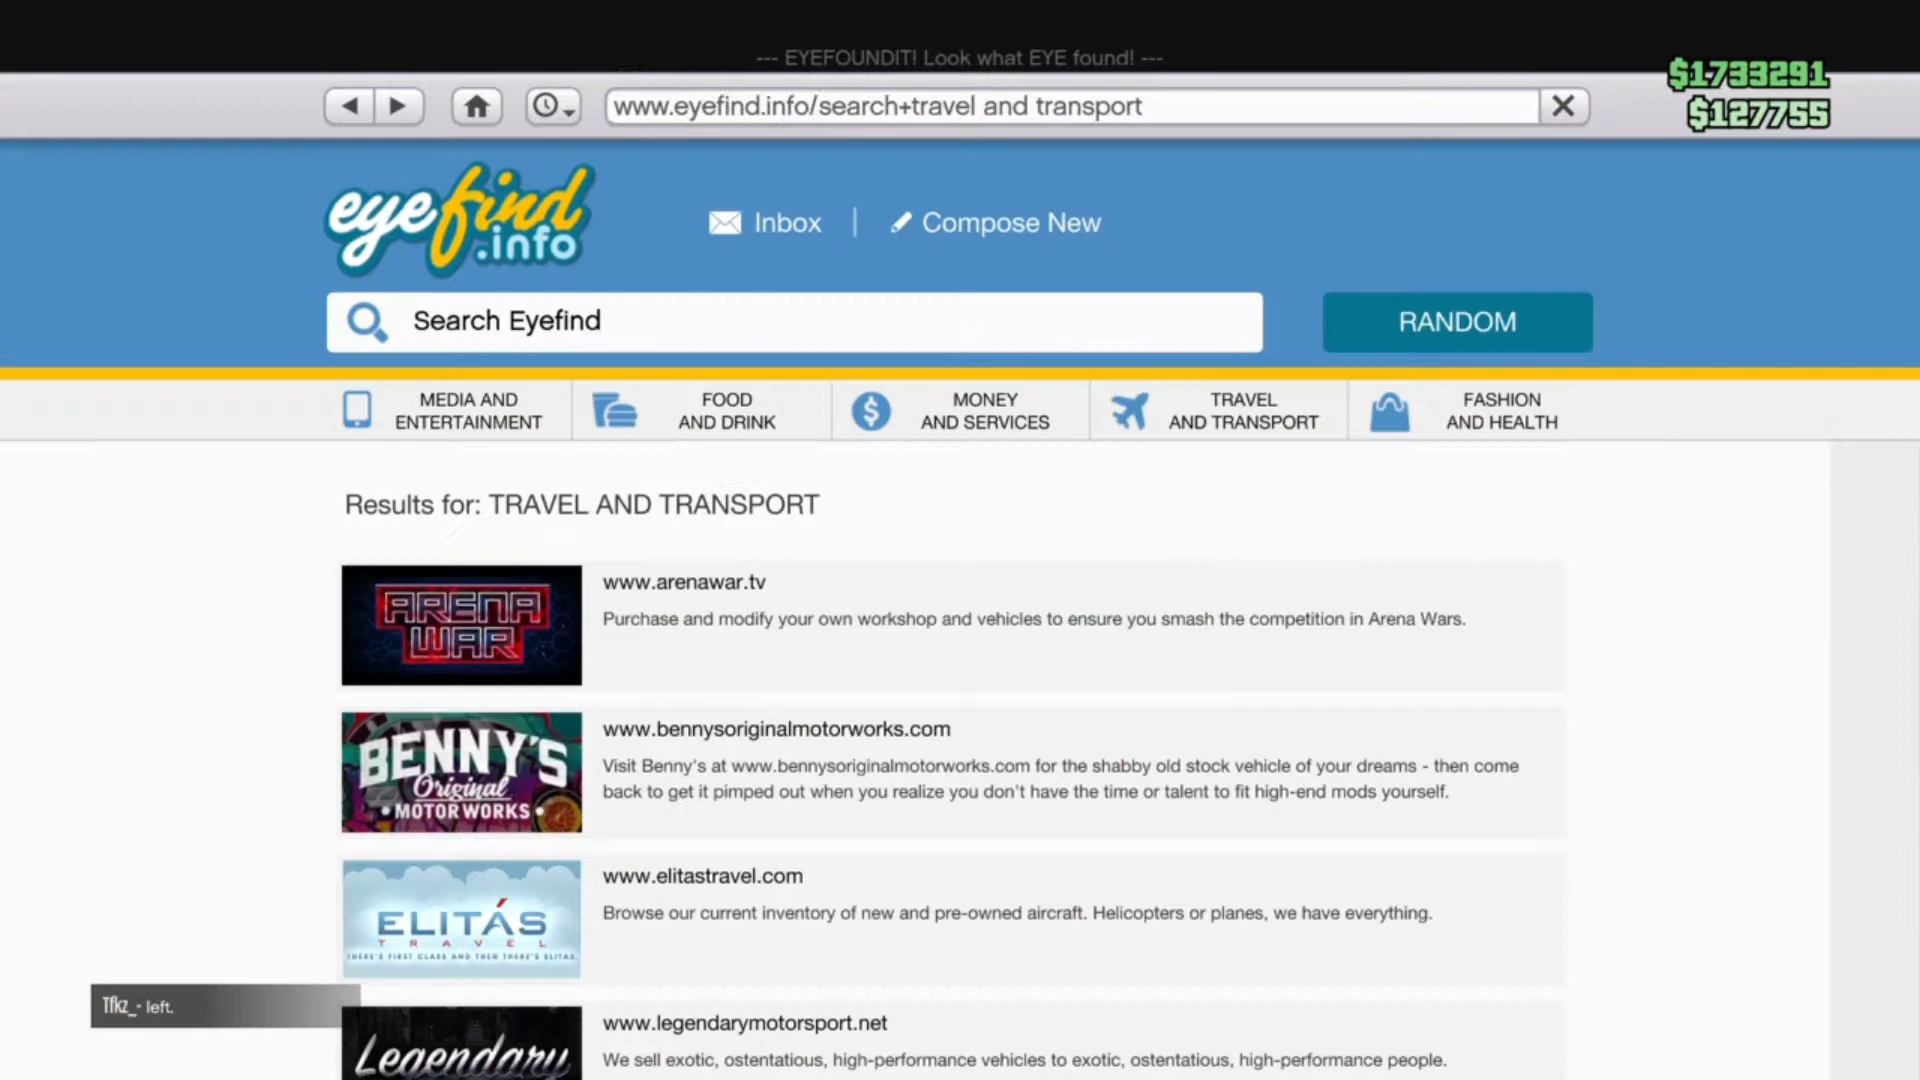 --- EYEFOUNDIT! Look what EYE found! ---
$1733291
www.eyefind.info/search+travel and transport
$127755
eyefind
.info
Inbox
Compose New
Search Eyefind
RANDOM
MEDIA AND
ENTERTAINMENT
FOOD
AND DRINK
MONEY
AND SERVICES
TRAVEL
AND TRANSPORT
FASHION
AND HEALTH
Results for: TRAVEL AND TRANSPORT
ARENA
WAR
www.arenawar.tv
Purchase and modify your own workshop and vehicles to ensure you smash the competition in Arena Wars.
BENNY'S
Original
• MOTOR WORKS •
www.bennysoriginalmotorworks.com
Visit Benny's at www.bennysoriginalmotorworks.com for the shabby old stock vehicle of your dreams - then come
back to get it pimped out when you realize you don't have the time or talent to fit high-end mods yourself.
ELITÁS
TRAVEL
THERE'S FIRST CLASS AND THEN THERE'S ELITAS.
www.elitastravel.com
Browse our current inventory of new and pre-owned aircraft. Helicopters or planes, we have everything.
Tfkz_- left.
Legendary
www.legendarymotorsport.net
We sell exotic, ostentatious, high-performance vehicles to exotic, ostentatious, high-performance people.